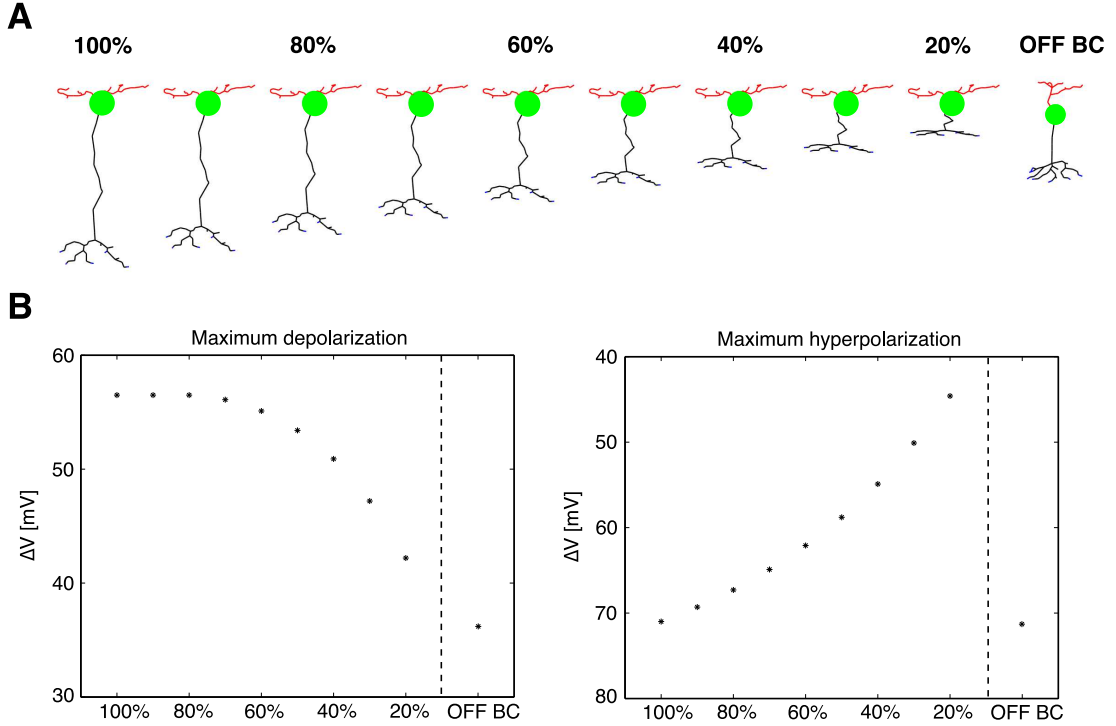 A
100% 80% 60% 40% 20% OFF BC
B
Maximum depolarization
60
50
40
30
ΔV [mV]
100% 80% 60% 40% 20% OFF BC
Maximum hyperpolarization
40
50
60
70
80
ΔV [mV]
100% 80% 60% 40% 20% OFF BC